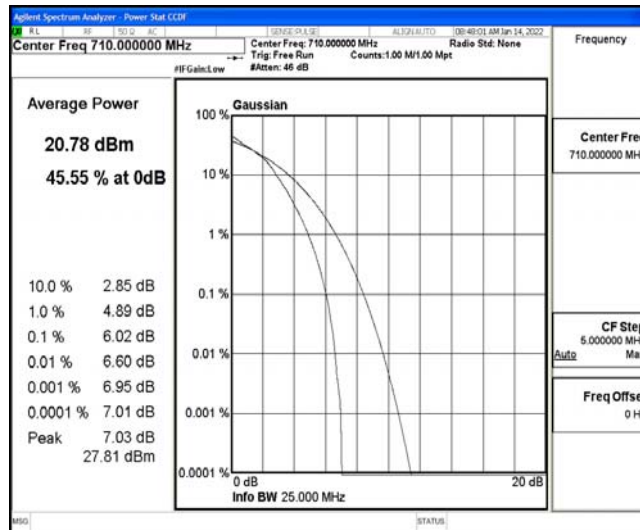 Agilent Spectrum Analyzer - Power Stat CCDF
RL RF 50 Ω AC SENSE:PULSE ALIGN AUTO 08:48:01 AM Jan 14, 2022
Center Freq 710.000000 MHz
Center Freq: 710.000000 MHz
Radio Std: None
Trig: Free Run
Counts:1.00 M/1.00 Mpt
#IFGain:Low
#Atten: 46 dB
Frequency
Average Power
20.78 dBm
45.55 % at 0dB
10.0 % 2.85 dB
1.0 % 4.89 dB
0.1 % 6.02 dB
0.01 % 6.60 dB
0.001 % 6.95 dB
0.0001 % 7.01 dB
Peak 7.03 dB
27.81 dBm
Gaussian
100 %
10 %
1 %
0.1 %
0.01 %
0.001 %
0.0001 %
0 dB
20 dB
Info BW 25.000 MHz
Center Fre
710.000000 MH
CF Step
5.000000 MH
Auto Ma
Freq Offse
0 H
MSG
STATUS